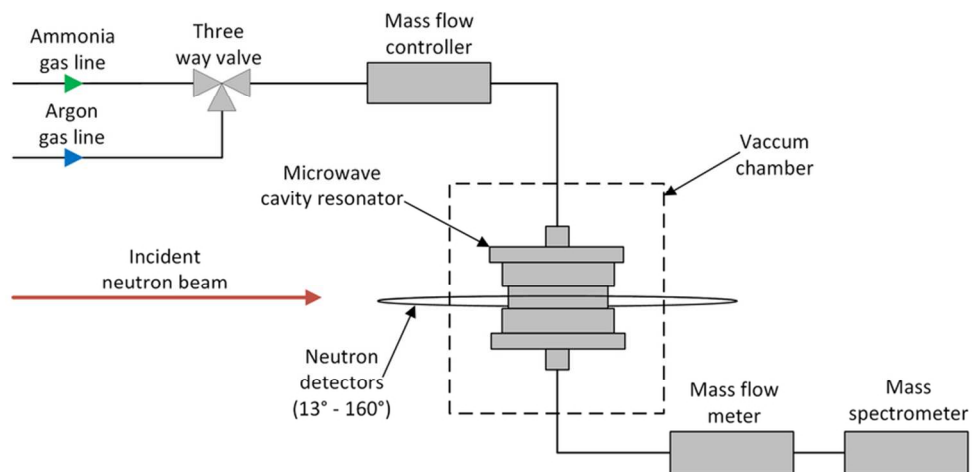 Ammonia
gas line
Three
way valve
Mass flow
controller
Argon
gas line
Microwave
cavity resonator
Vaccum
chamber
Incident
neutron beam
Neutron
detectors
(13° - 160°)
Mass flow
meter
Mass
spectrometer